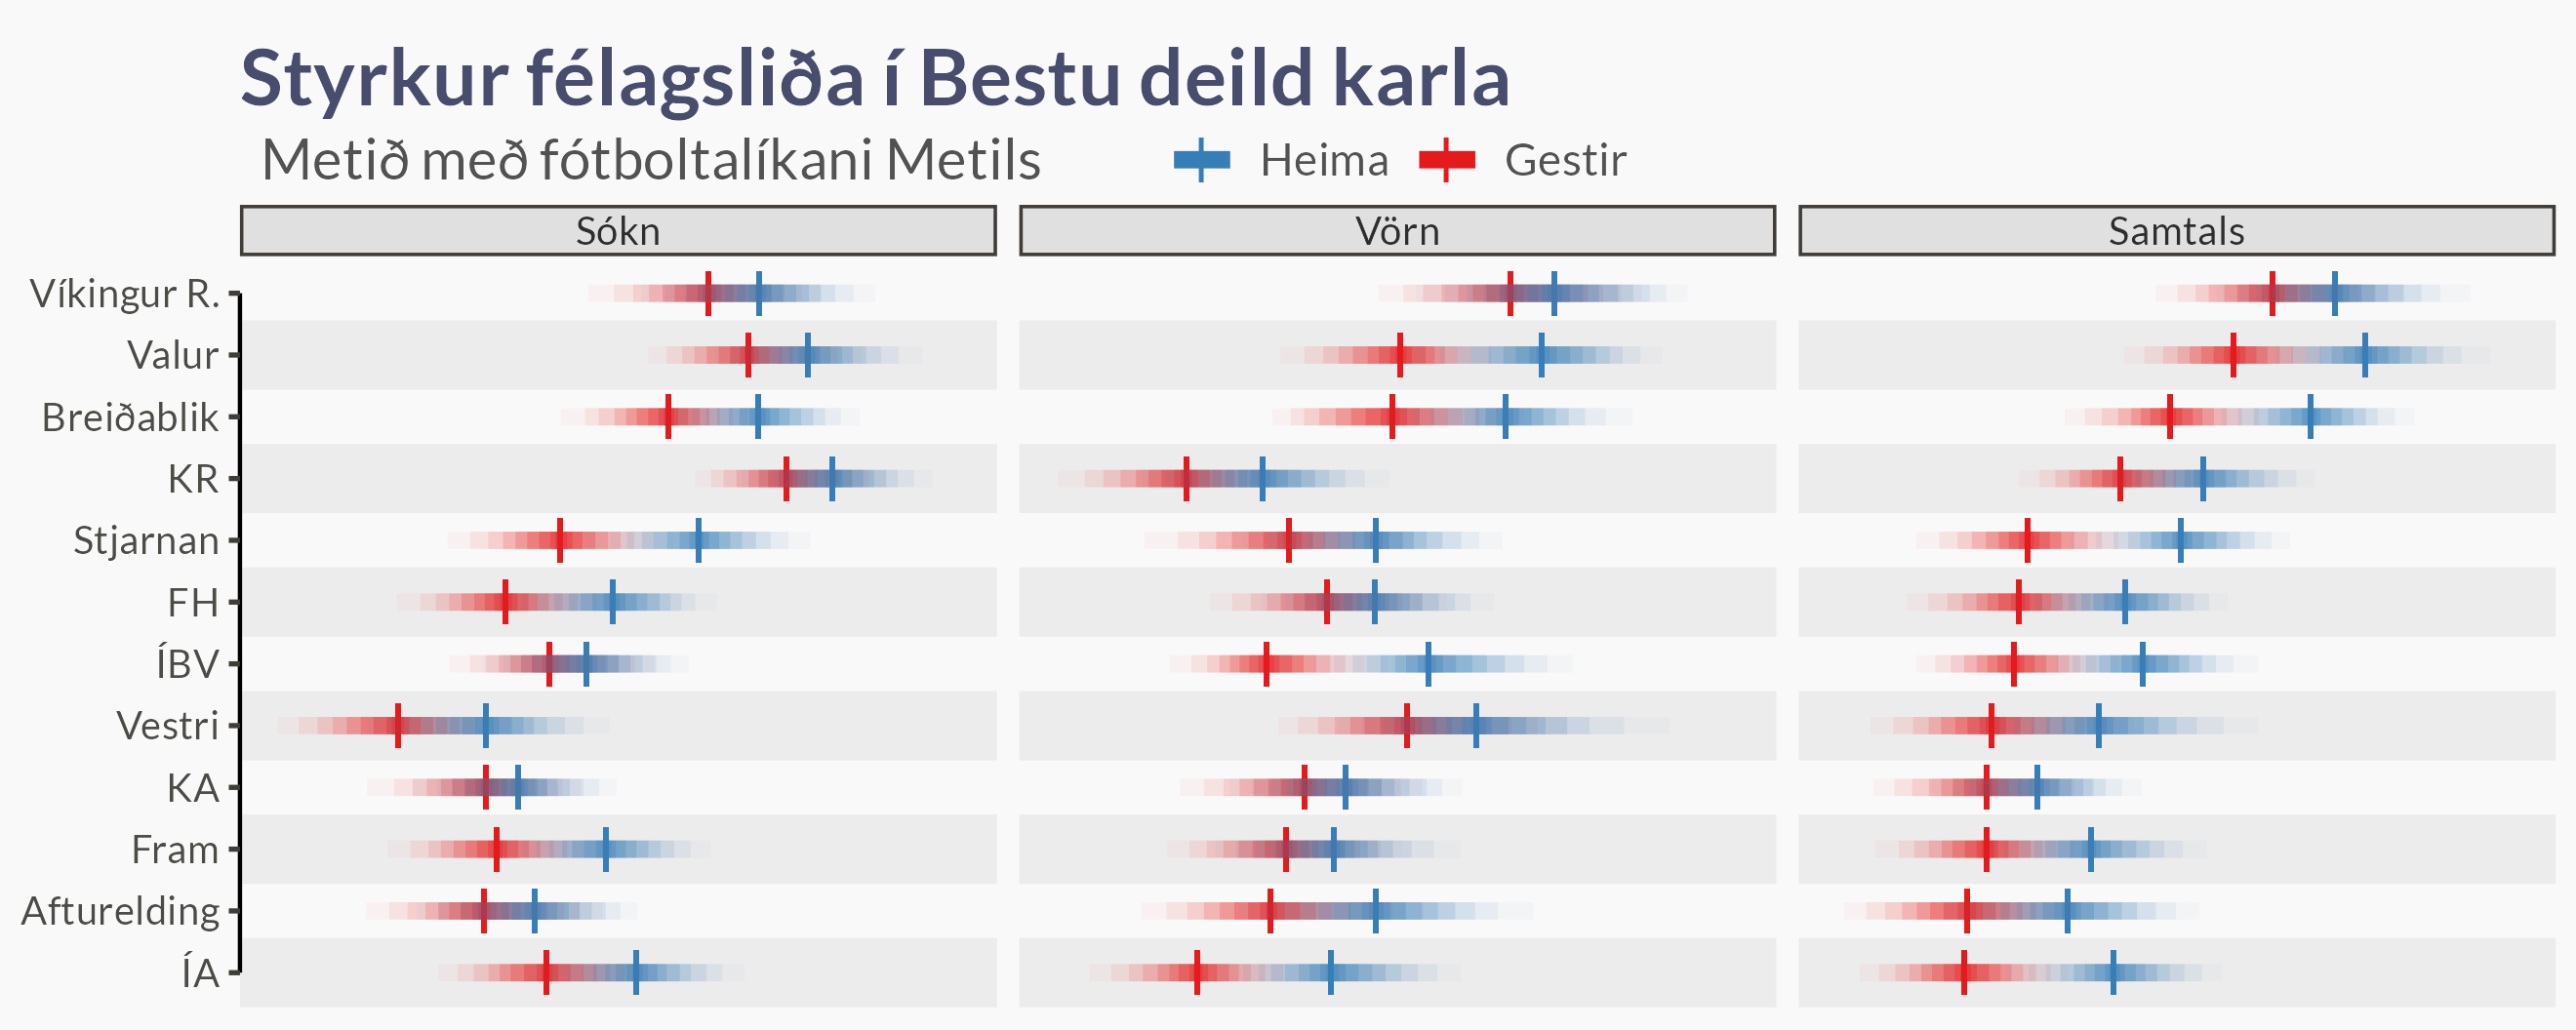 Styrkur félagsliða í Bestu deild karla
Metið með fótboltalíkani Metils Heima Gestir
Sókn Vörn Samtals
Víkingur R.
Valur
Breiðablik
KR
Stjarnan
FH
ÍBV
Vestri
KA
Fram
Afturelding
ÍA